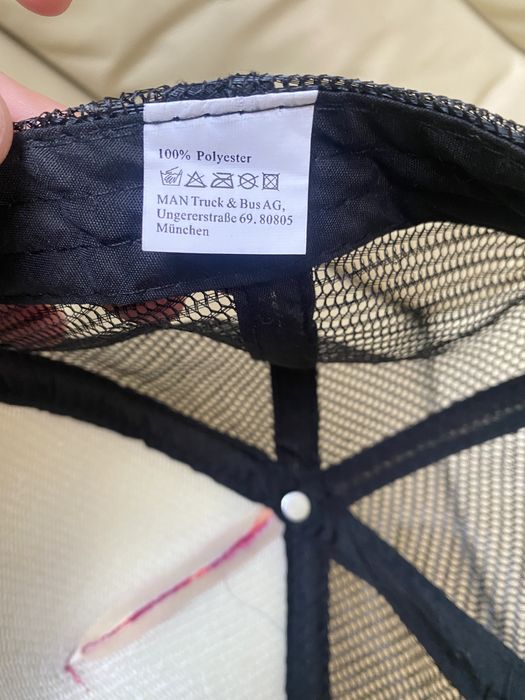 100% Polyester
MAN Truck & Bus AG,
Ungererstraße 69. 80805
München